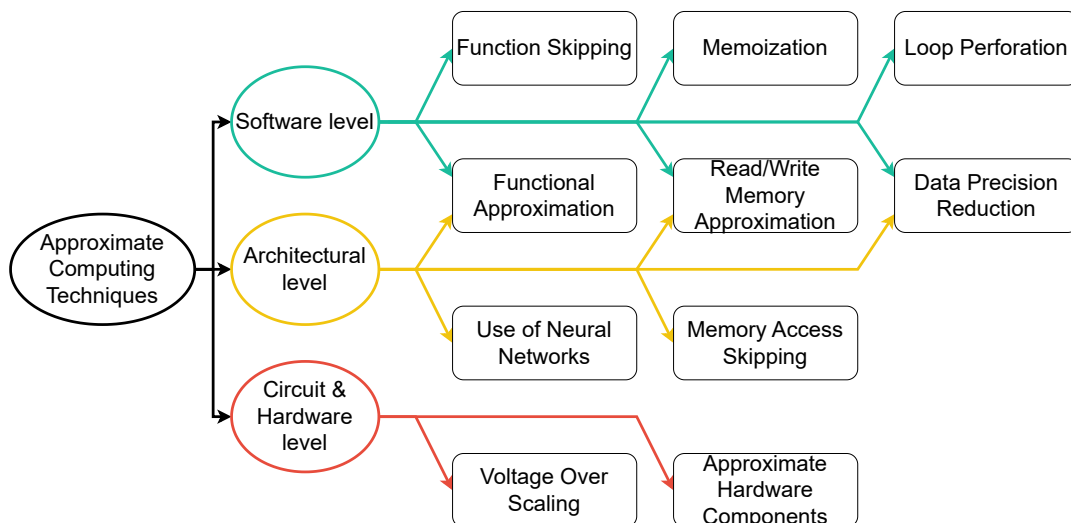 Function Skipping
Memoization
Loop Perforation
Software level
Functional
Approximation
Read/Write
Memory
Approximation
Data Precision
Reduction
Approximate
Computing
Techniques
Architectural
level
Use of Neural
Networks
Memory Access
Skipping
Circuit &
Hardware
level
Voltage Over
Scaling
Approximate
Hardware
Components